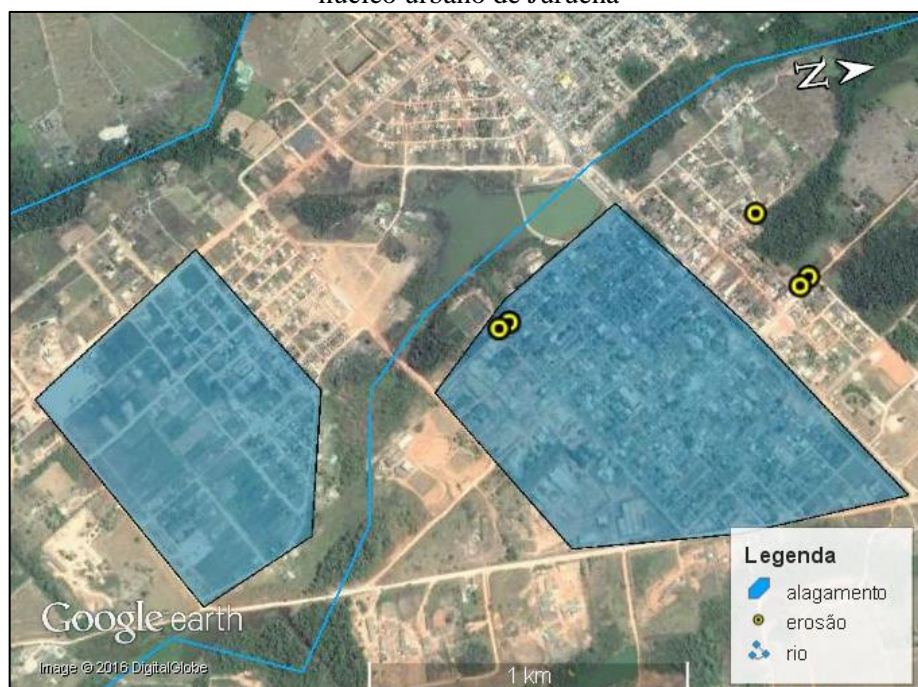 núcleo urbano de Juruena
N
Legenda
alagamento
erosão
rio
Google earth
Image © 2016 DigitalGlobe
1 km